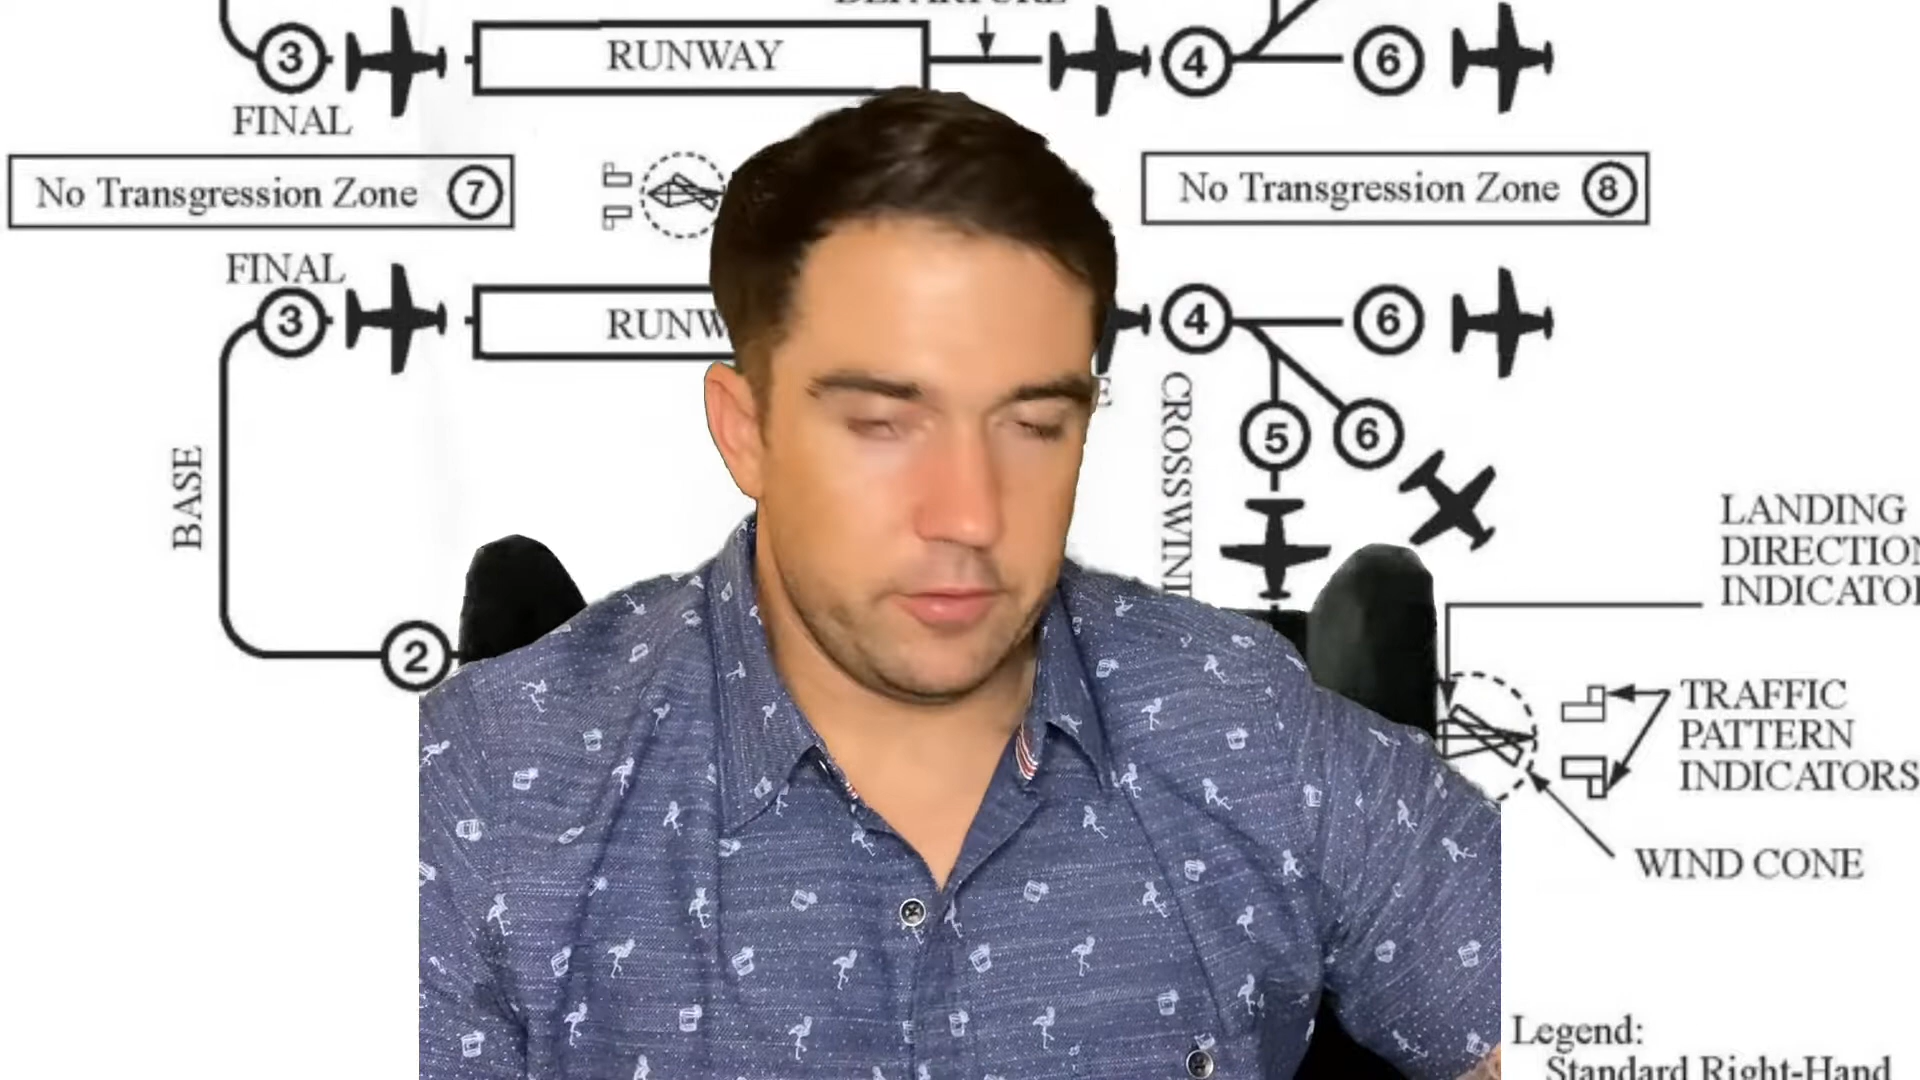 3
RUNWAY
4
6
FINAL
No Transgression Zone 7
No Transgression Zone 8
FINAL
3
4
6
BASE
5
6
LANDING
2
TRAFFIC
PATTERN
INDICATORS
WIND CONE
Legend:
Standard Right-Hand